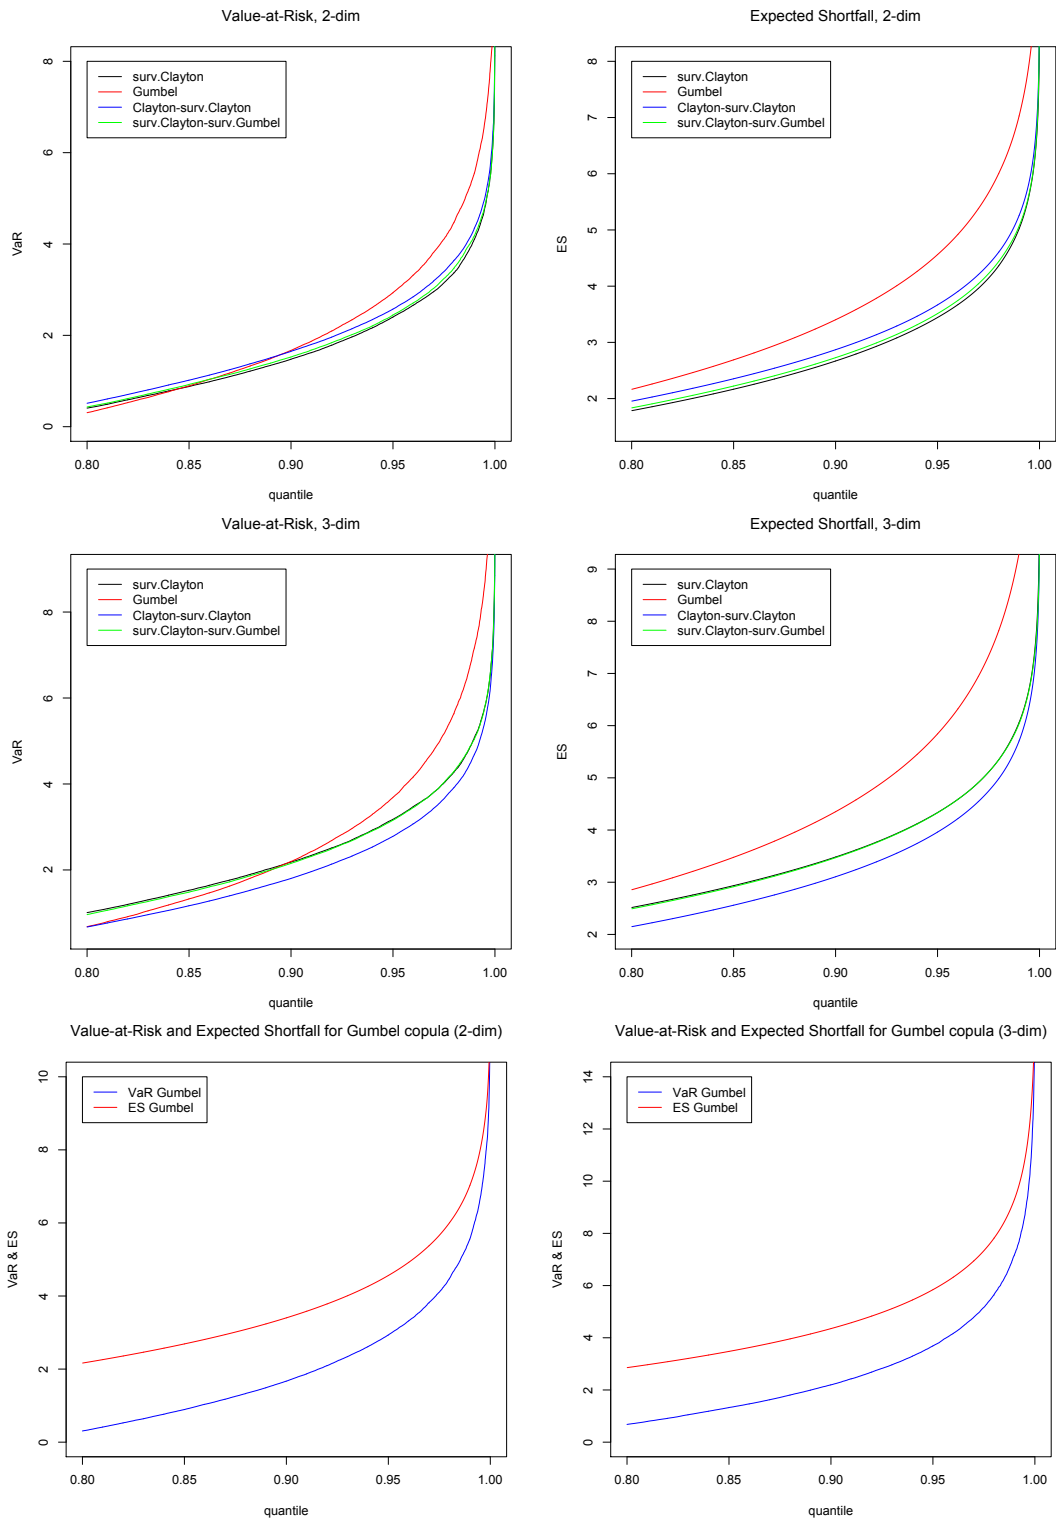 Value-at-Risk, 2-dim
surv.Clayton
Gumbel
Clayton-surv.Clayton
surv.Clayton-surv.Gumbel
VaR
0 2 4 6 8
0.80 0.85 0.90 0.95 1.00
quantile
Expected Shortfall, 2-dim
surv.Clayton
Gumbel
Clayton-surv.Clayton
surv.Clayton-surv.Gumbel
ES
2 3 4 5 6 7 8
0.80 0.85 0.90 0.95 1.00
quantile
Value-at-Risk, 3-dim
surv.Clayton
Gumbel
Clayton-surv.Clayton
surv.Clayton-surv.Gumbel
VaR
2 4 6 8
0.80 0.85 0.90 0.95 1.00
quantile
Expected Shortfall, 3-dim
surv.Clayton
Gumbel
Clayton-surv.Clayton
surv.Clayton-surv.Gumbel
ES
2 3 4 5 6 7 8 9
0.80 0.85 0.90 0.95 1.00
quantile
Value-at-Risk and Expected Shortfall for Gumbel copula (2-dim)
VaR Gumbel
ES Gumbel
VaR & ES
0 2 4 6 8 10
0.80 0.85 0.90 0.95 1.00
quantile
Value-at-Risk and Expected Shortfall for Gumbel copula (3-dim)
VaR Gumbel
ES Gumbel
VaR & ES
0 2 4 6 8 10 12 14
0.80 0.85 0.90 0.95 1.00
quantile